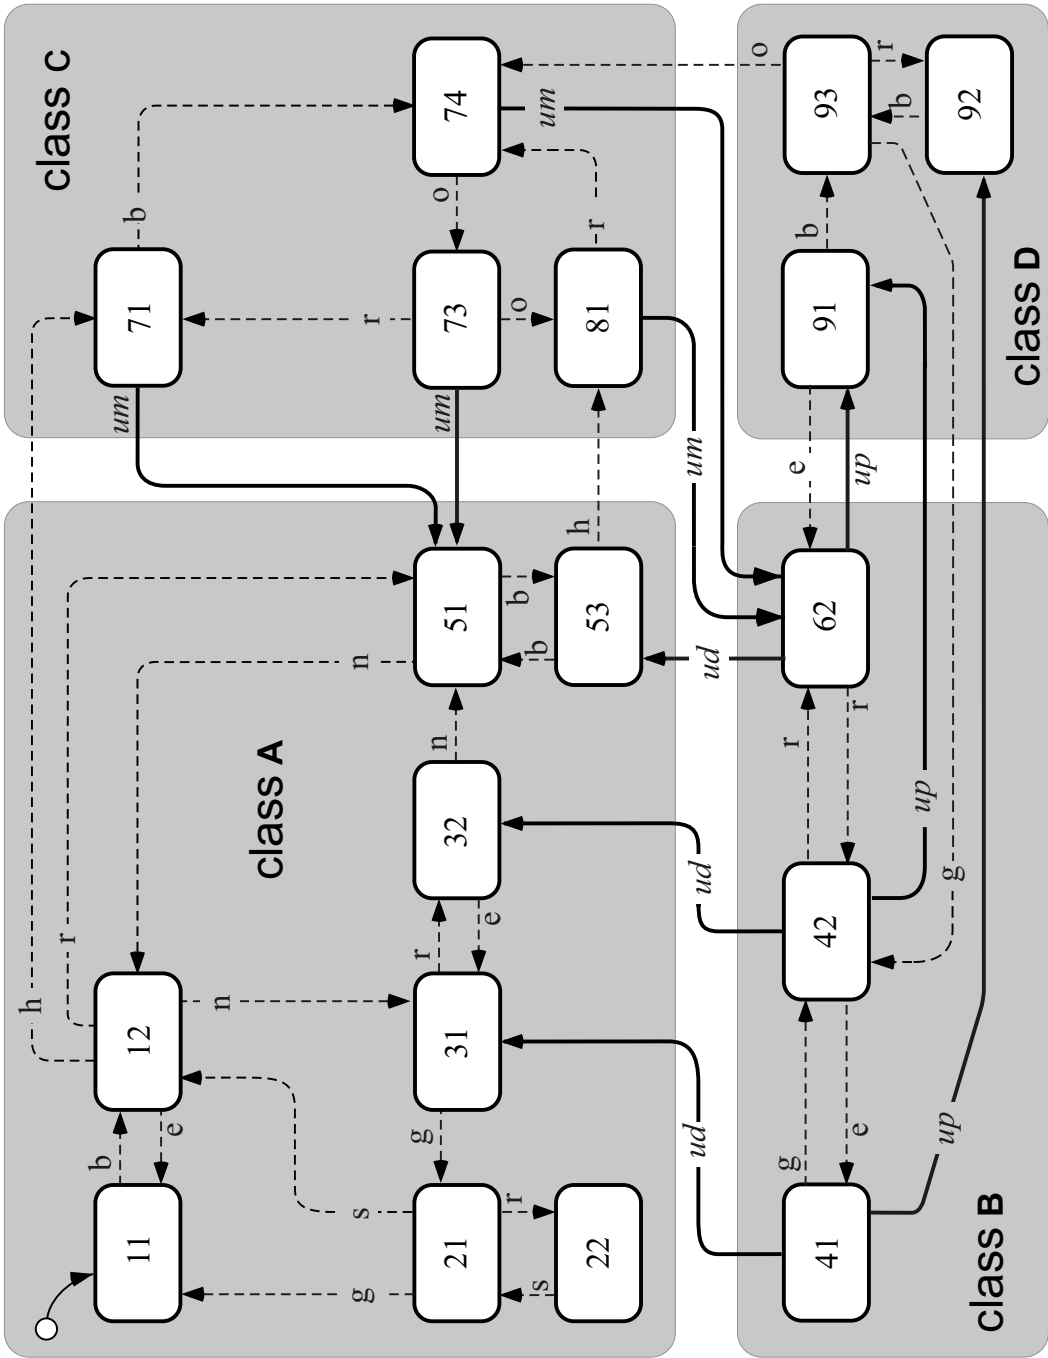 h
class C
r
b
um
b
11 12 71
e
n
class A
g s n r
g r
n um o
21 31 32 51 73 74
e
r b o
s b um
h
22 53 81 r
ud ud ud um
o
g r e
b
41 42 62 91 93
e r up
r
b
up
up g
92
class B
class D